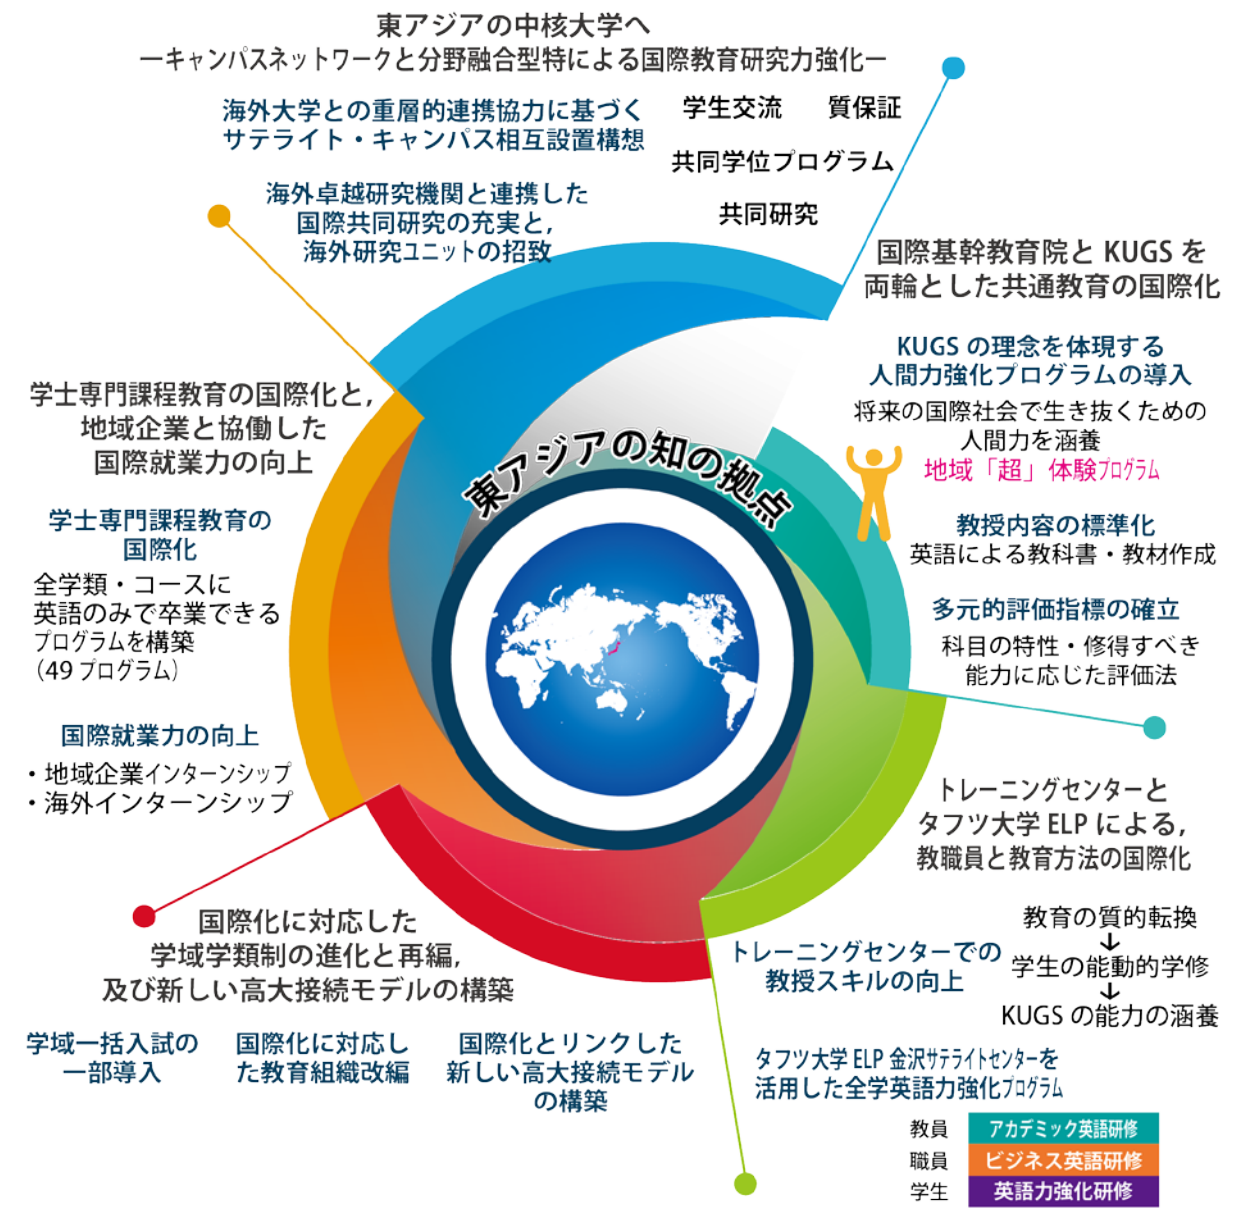 東アジアの中核大学へ
―キャンパスネットワークと分野融合型特による国際教育研究力強化―
海外大学との重層的連携協力に基づく
サテライト・キャンパス相互設置構想
海外卓越研究機関と連携した
国際共同研究の充実と,
海外研究ユニットの招致
学生交流 質保証
共同学位プログラム
共同研究
国際基幹教育院と KUGS を
両輪とした共通教育の国際化
KUGS の理念を体現する
人間力強化プログラムの導入
将来の国際社会で生き抜くための
人間力を涵養
地域「超」体験プログラム
教授内容の標準化
英語による教科書・教材作成
多元的評価指標の確立
科目の特性・修得すべき
能力に応じた評価法
東アジアの知の拠点
学士専門課程教育の国際化と,
地域企業と協働した
国際就業力の向上
学士専門課程教育の
国際化
全学類・コースに
英語のみで卒業できる
プログラムを構築
(49 プログラム)
国際就業力の向上
・地域企業インターンシップ
・海外インターンシップ
トレーニングセンターと
タフツ大学 ELP による,
教職員と教育方法の国際化
トレーニングセンターでの
教授スキルの向上
教育の質的転換
↓
学生の能動的学修
↓
KUGS の能力の涵養
タフツ大学 ELP 金沢サテライトセンターを
活用した全学英語力強化プログラム
教員 アカデミック英語研修
職員 ビジネス英語研修
学生 英語力強化研修
国際化に対応した
学域学類制の進化と再編,
及び新しい高大接続モデルの構築
学域一括入試の
一部導入
国際化に対応し
た教育組織改編
国際化とリンクした
新しい高大接続モデル
の構築